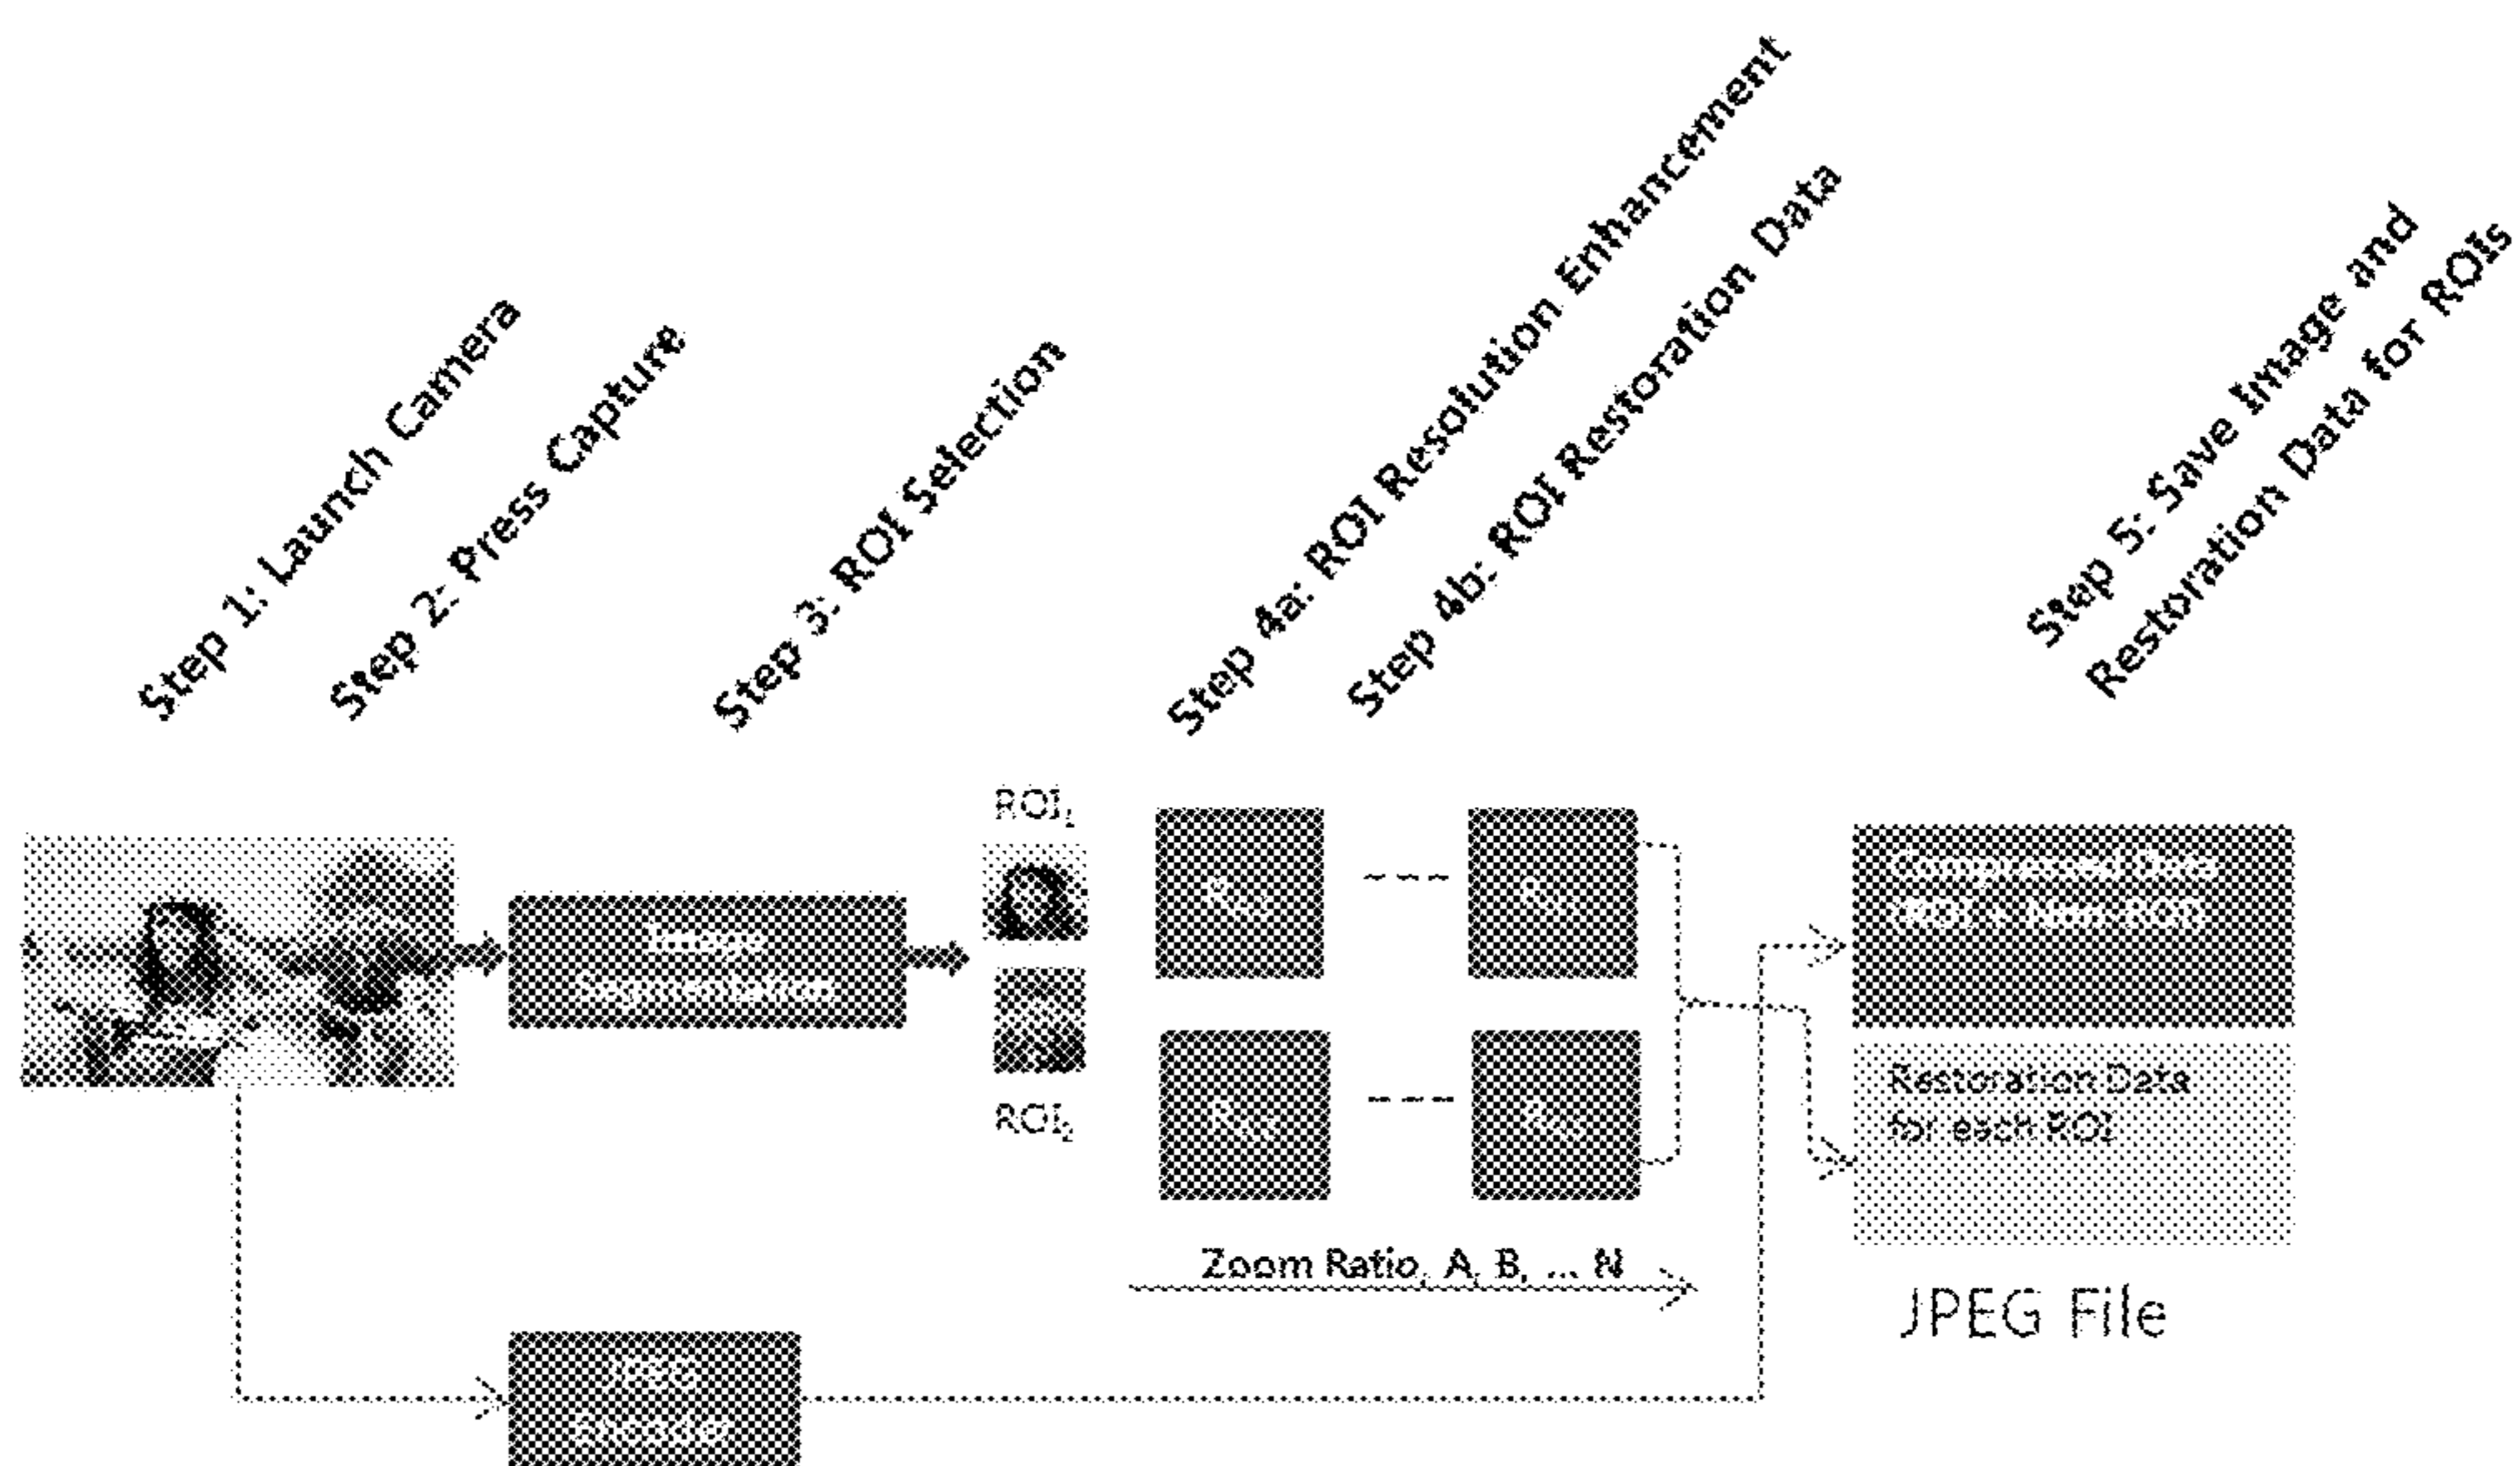 Step 1: Launch Camera
Step 2: Press Capture
Step 3: ROI Selection
Step 4a: ROI Resolution Enhancement
Step 4b: ROI Restoration Data
Step 5: Save Image and
Restoration Data for ROIs
ROI₁
ROI₂
Zoom Ratio, A, B, ... N
Compressed Data
Restoration Data
for each ROI
JPEG File